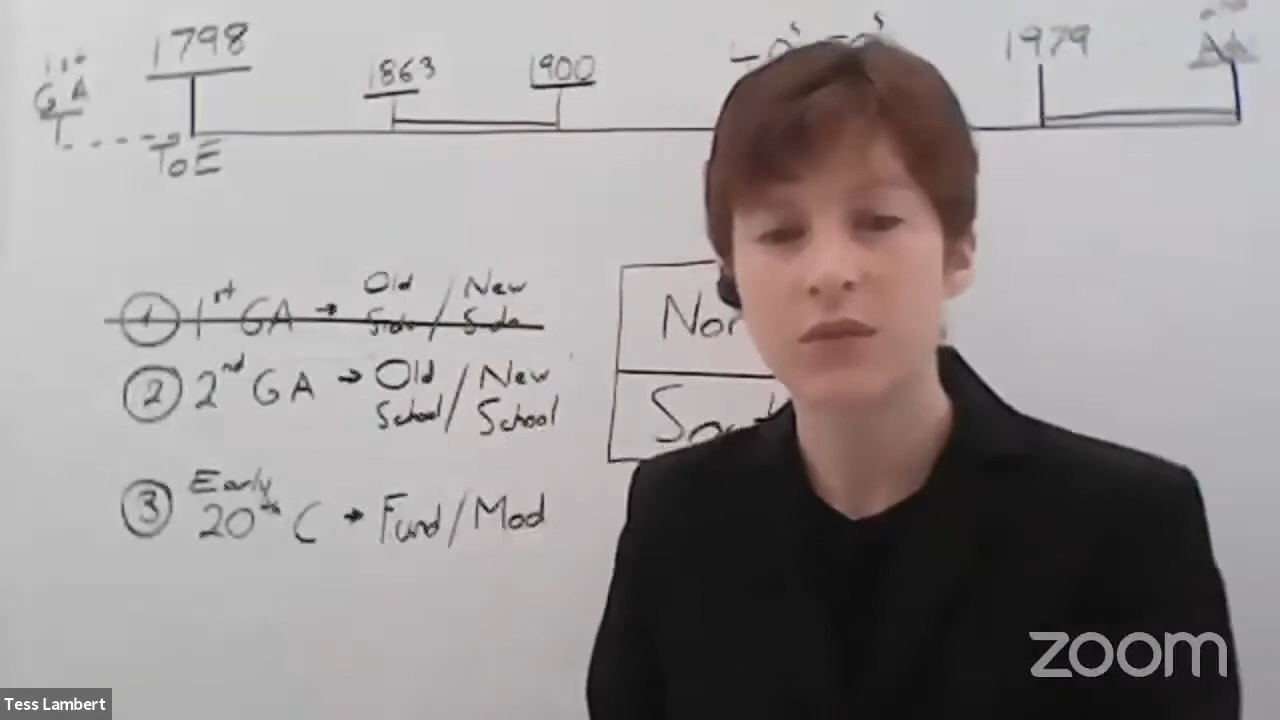 1798
1863
1900
1979
1st
GA
ToE
1 1st GA → Old Side / New Side
2 2nd GA → Old School / New School
3 Early 20th C → Fund / Mod
Nor
Sout
zoom
Tess Lambert